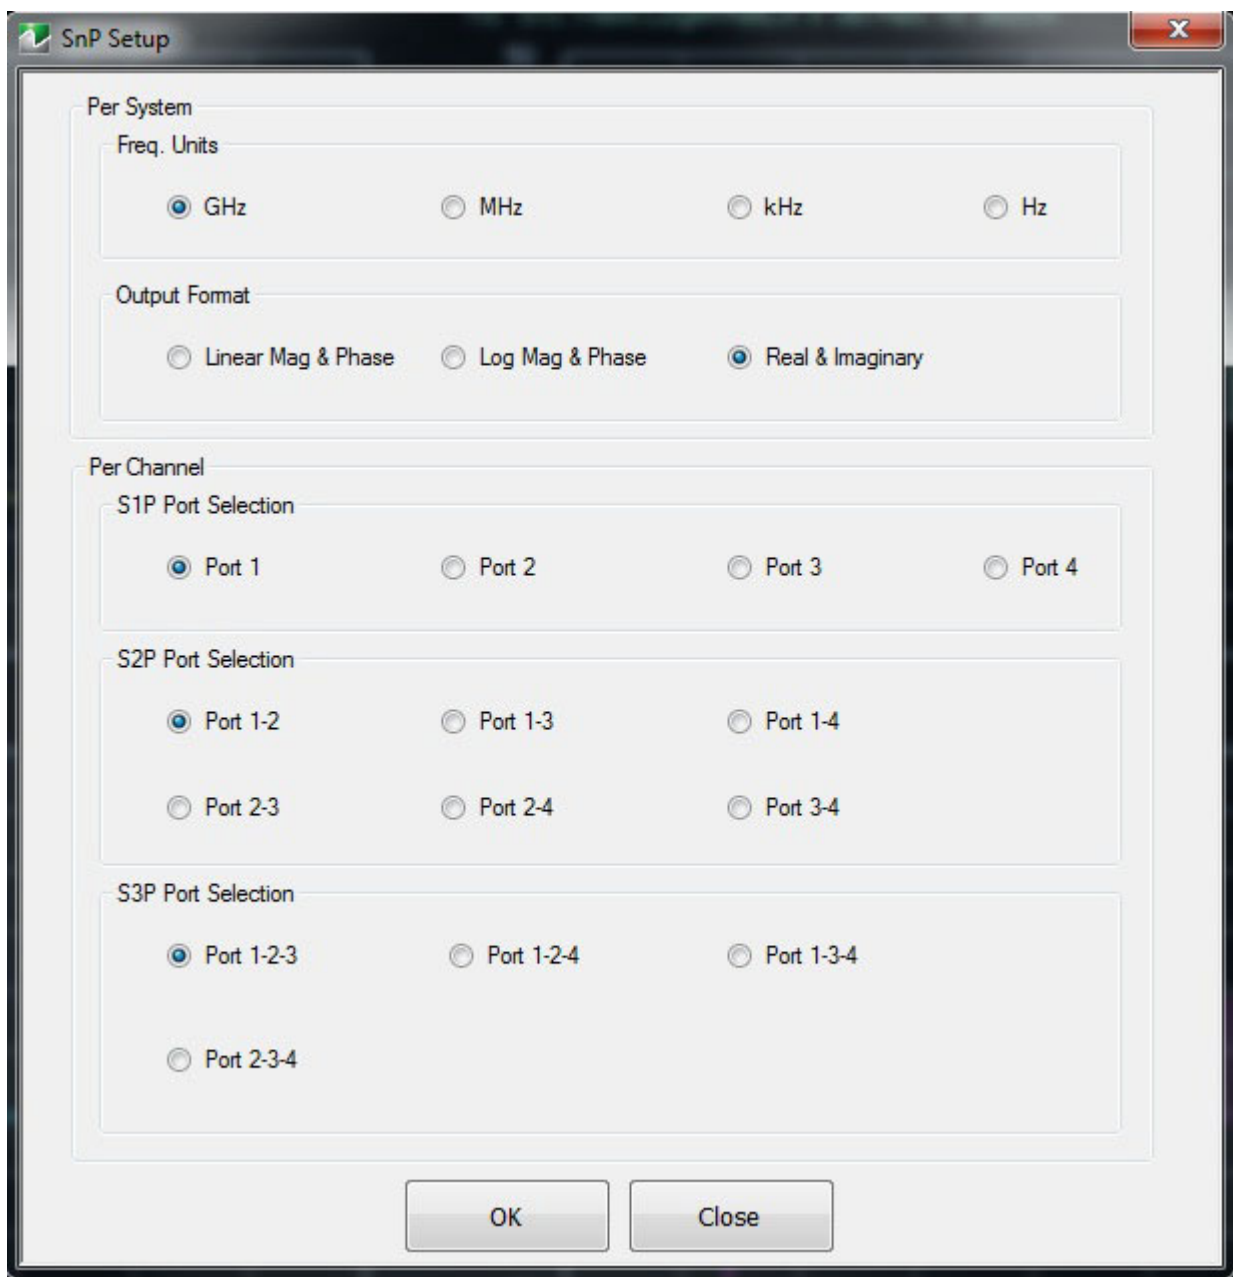 SnP Setup
Per System
Freq. Units
GHz MHz kHz Hz
Output Format
Linear Mag & Phase Log Mag & Phase Real & Imaginary
Per Channel
S1P Port Selection
Port 1 Port 2 Port 3 Port 4
S2P Port Selection
Port 1-2 Port 1-3 Port 1-4
Port 2-3 Port 2-4 Port 3-4
S3P Port Selection
Port 1-2-3 Port 1-2-4 Port 1-3-4
Port 2-3-4
OK Close